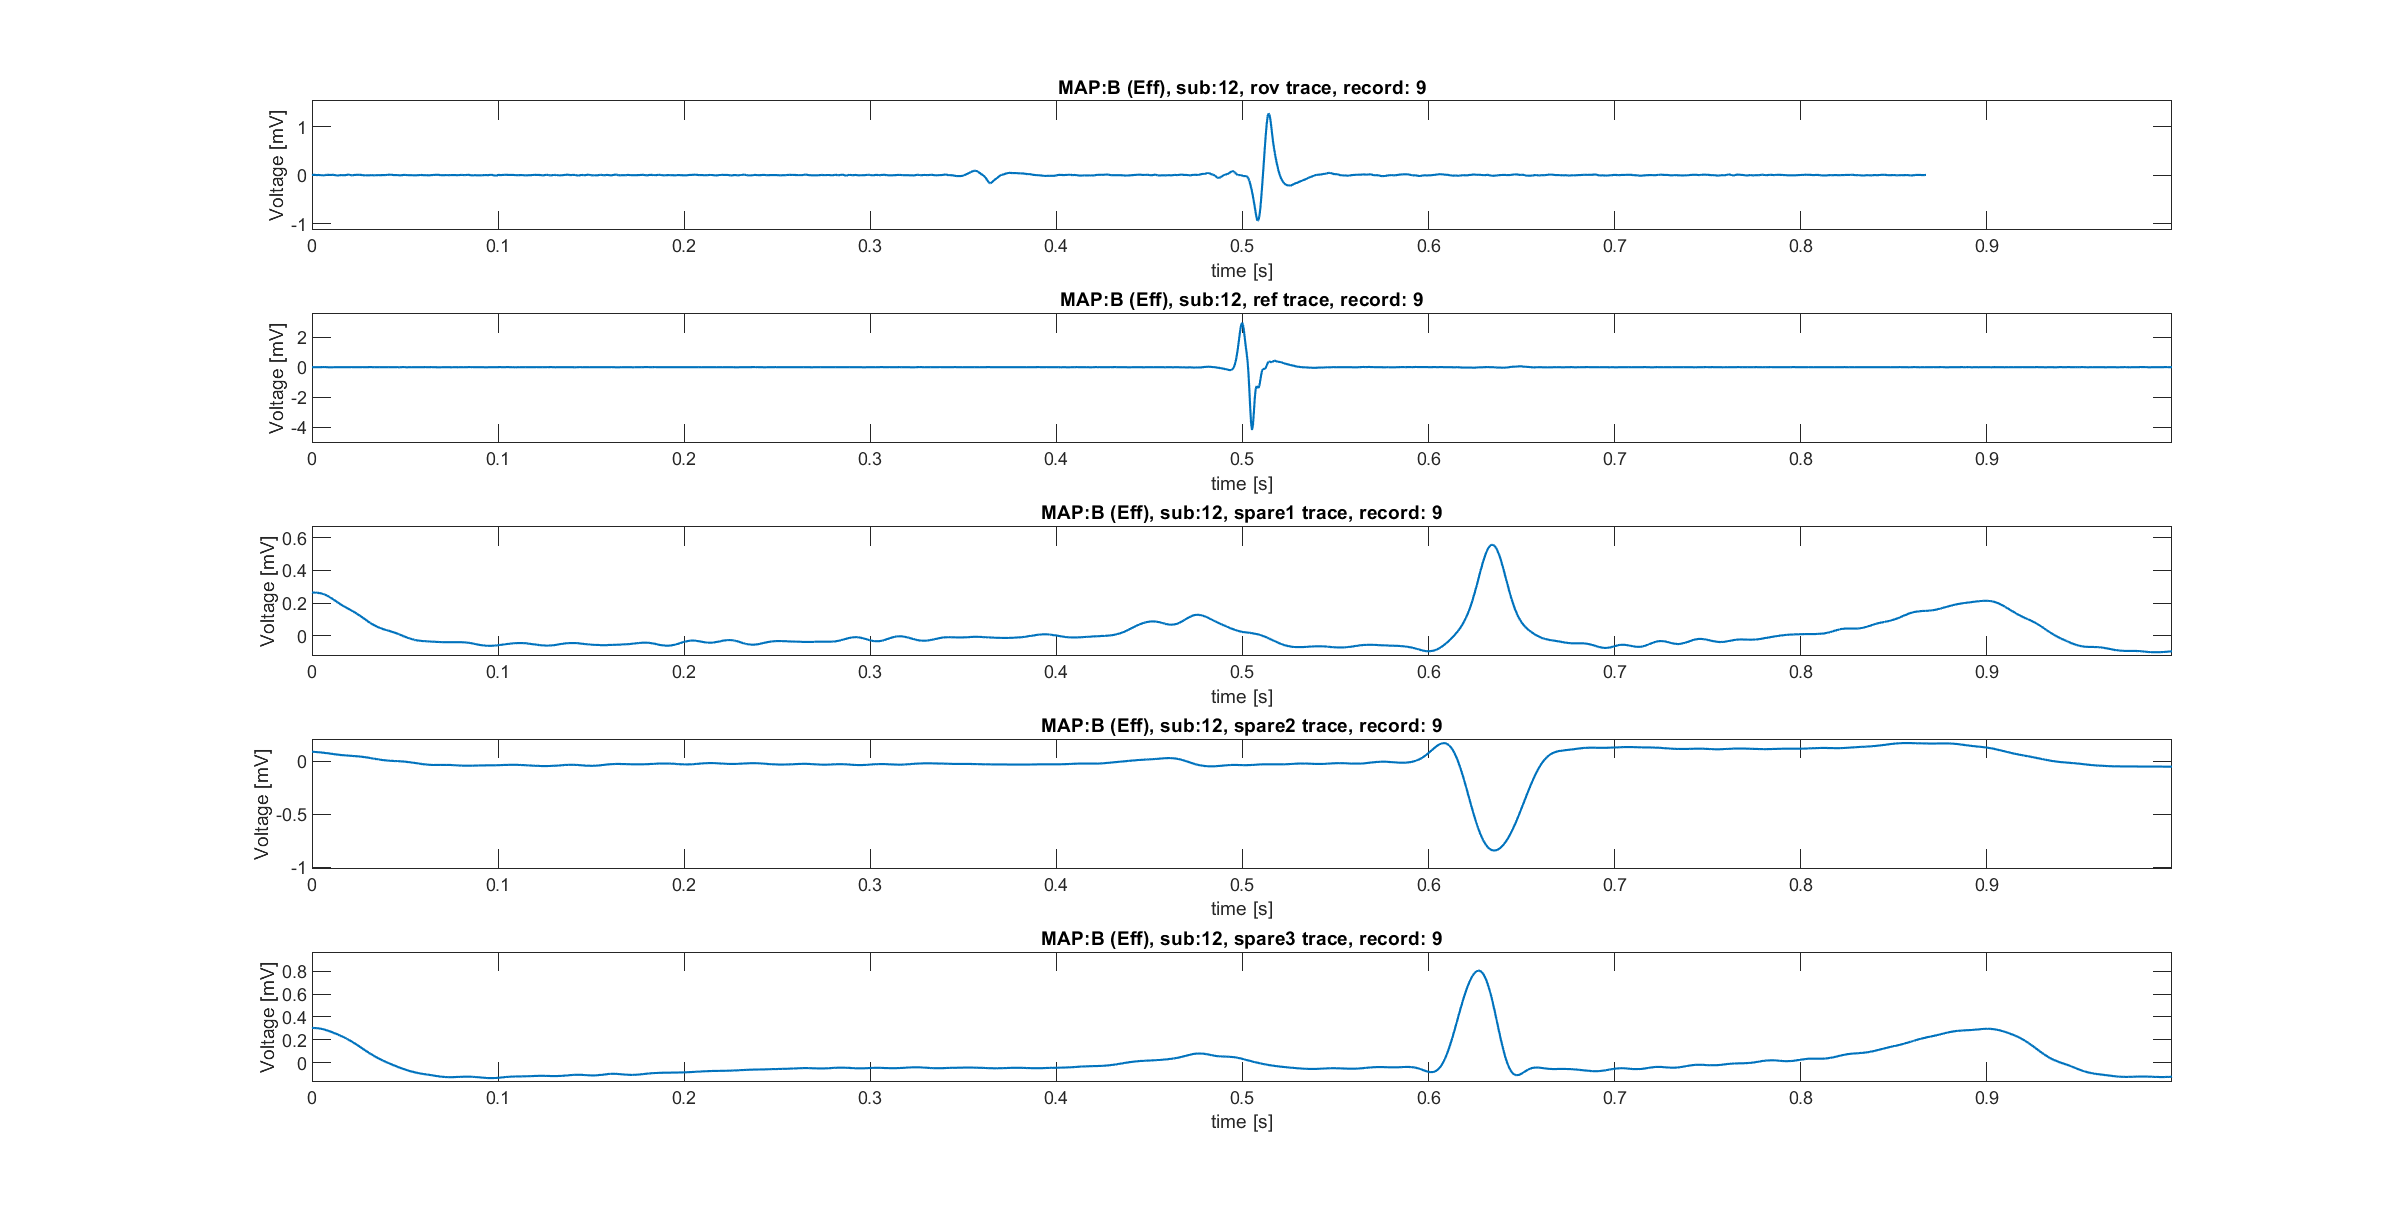 MAP:B (Eff), sub:12, rov trace, record: 9
Voltage [mV]
1
0
-1
0 0.1 0.2 0.3 0.4 0.5 0.6 0.7 0.8 0.9
time [s]
MAP:B (Eff), sub:12, ref trace, record: 9
Voltage [mV]
2
0
-2
-4
0 0.1 0.2 0.3 0.4 0.5 0.6 0.7 0.8 0.9
time [s]
MAP:B (Eff), sub:12, spare1 trace, record: 9
Voltage [mV]
0.6
0.4
0.2
0
0 0.1 0.2 0.3 0.4 0.5 0.6 0.7 0.8 0.9
time [s]
MAP:B (Eff), sub:12, spare2 trace, record: 9
Voltage [mV]
0
-0.5
-1
0 0.1 0.2 0.3 0.4 0.5 0.6 0.7 0.8 0.9
time [s]
MAP:B (Eff), sub:12, spare3 trace, record: 9
Voltage [mV]
0.8
0.6
0.4
0.2
0
0 0.1 0.2 0.3 0.4 0.5 0.6 0.7 0.8 0.9
time [s]